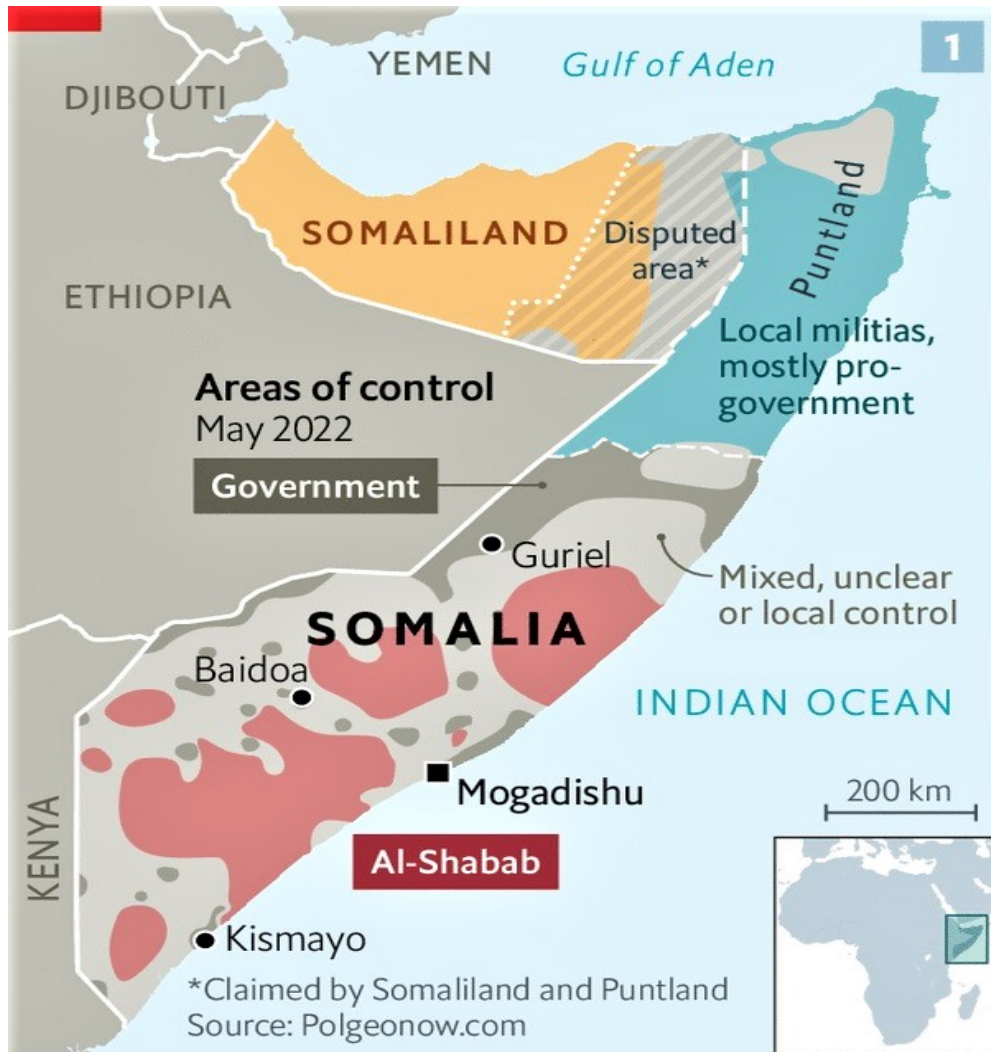 1
YEMEN
Gulf of Aden
DJIBOUTI
SOMALILAND
Disputed
area*
Puntland
ETHIOPIA
Local militias,
mostly pro-
government
Areas of control
May 2022
Government
Guriel
Mixed, unclear
or local control
SOMALIA
Baidoa
INDIAN OCEAN
Mogadishu
200 km
KENYA
Al-Shabab
Kismayo
*Claimed by Somaliland and Puntland
Source: Polgeonow.com